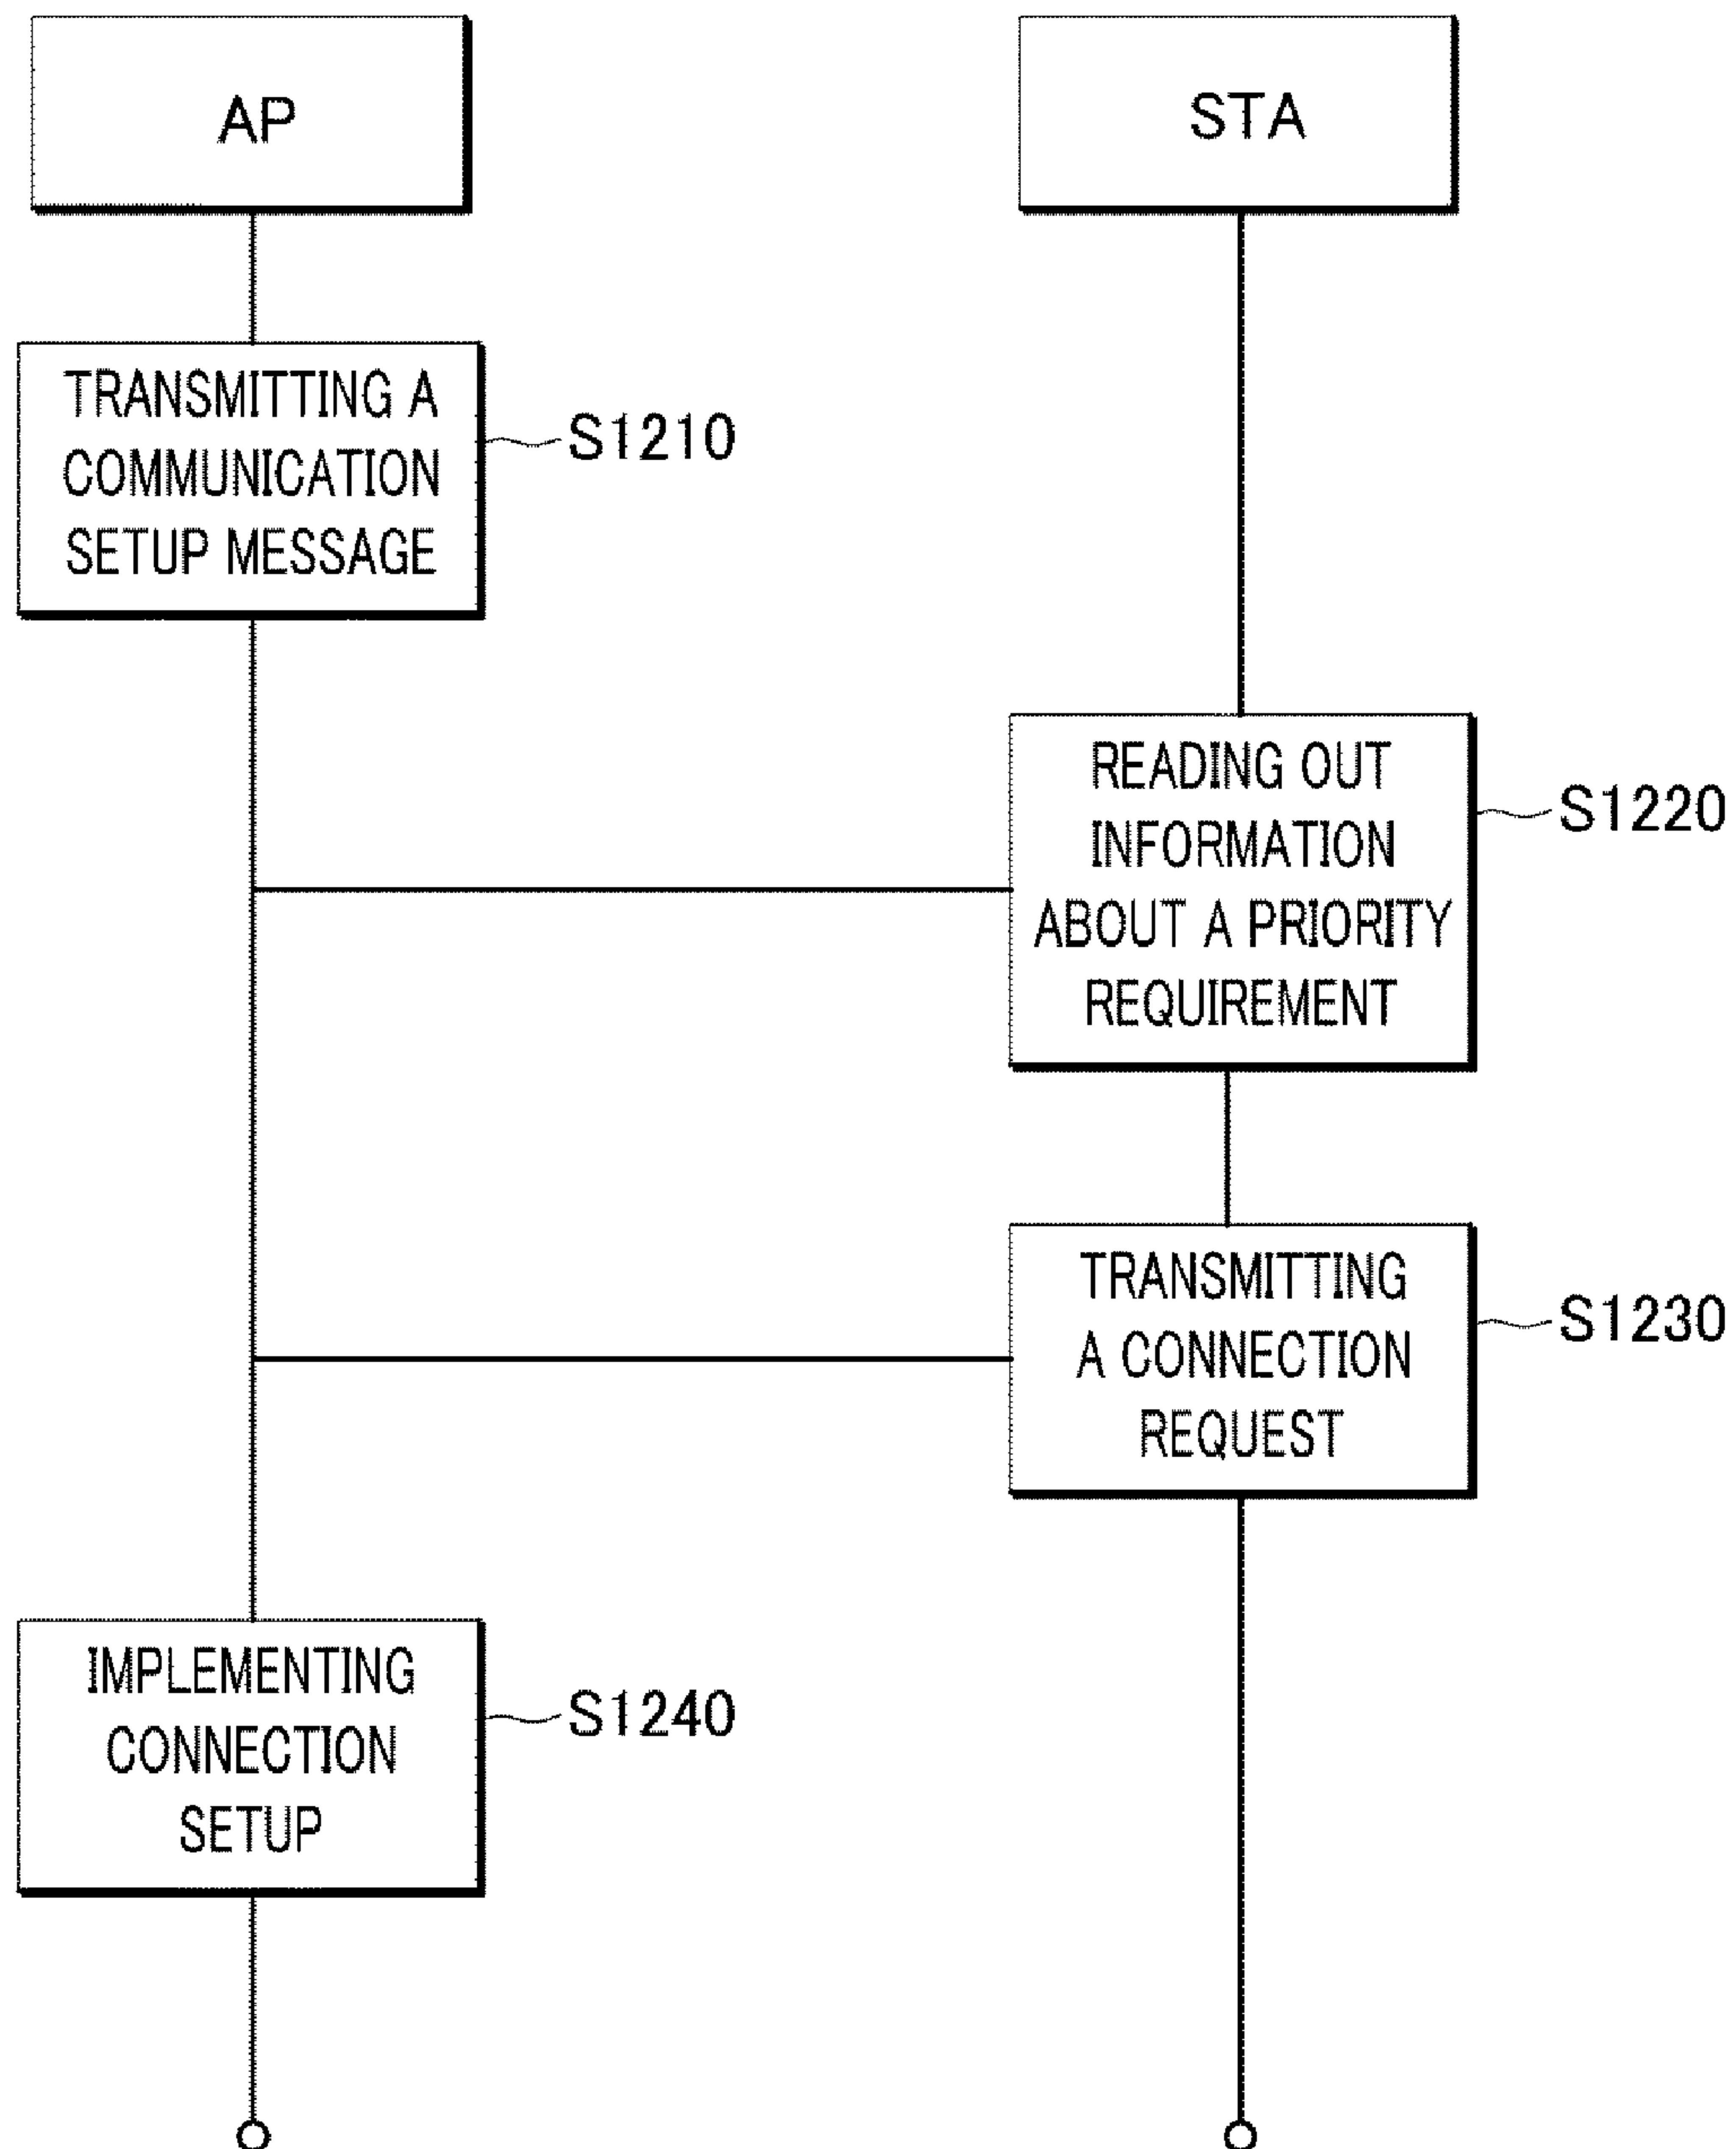 AP
STA
TRANSMITTING A
COMMUNICATION
SETUP MESSAGE
S1210
READING OUT
INFORMATION
ABOUT A PRIORITY
REQUIREMENT
S1220
TRANSMITTING
A CONNECTION
REQUEST
S1230
IMPLEMENTING
CONNECTION
SETUP
S1240